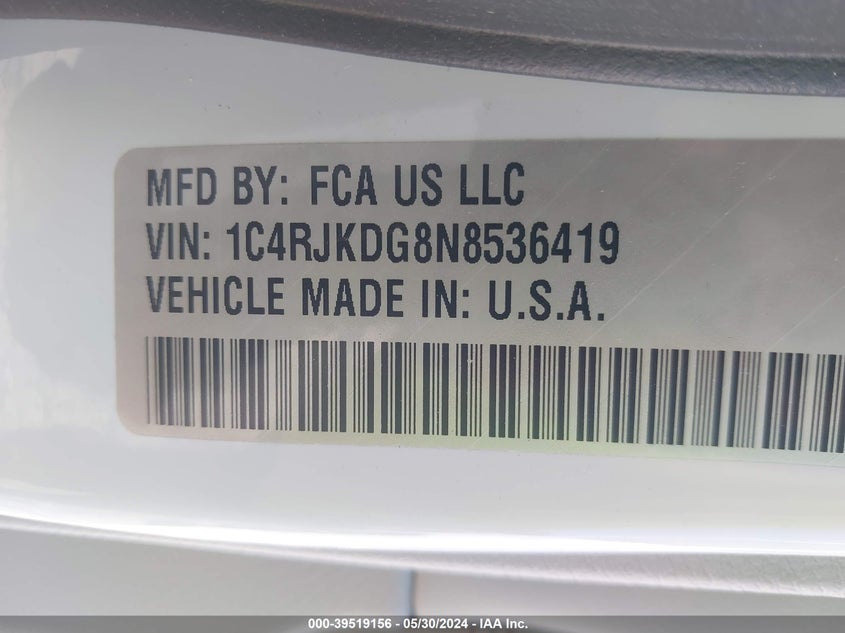 MFD BY: FCA US LLC
VIN: 1C4RJKDG8N8536419
VEHICLE MADE IN: U.S.A.
000-39519156 - 05/30/2024 - IAA Inc.